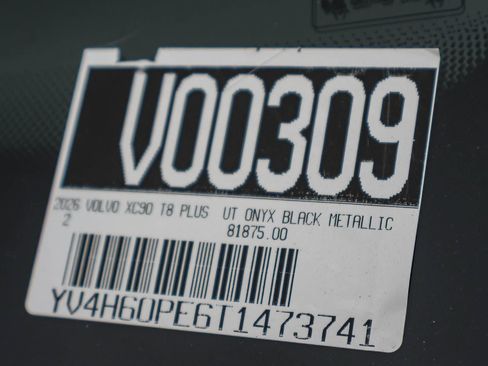 V00309
2026 VOLVO XC90 T8 PLUS UT ONYX BLACK METALLIC
2 81875.00
YV4H60PE6T1473741